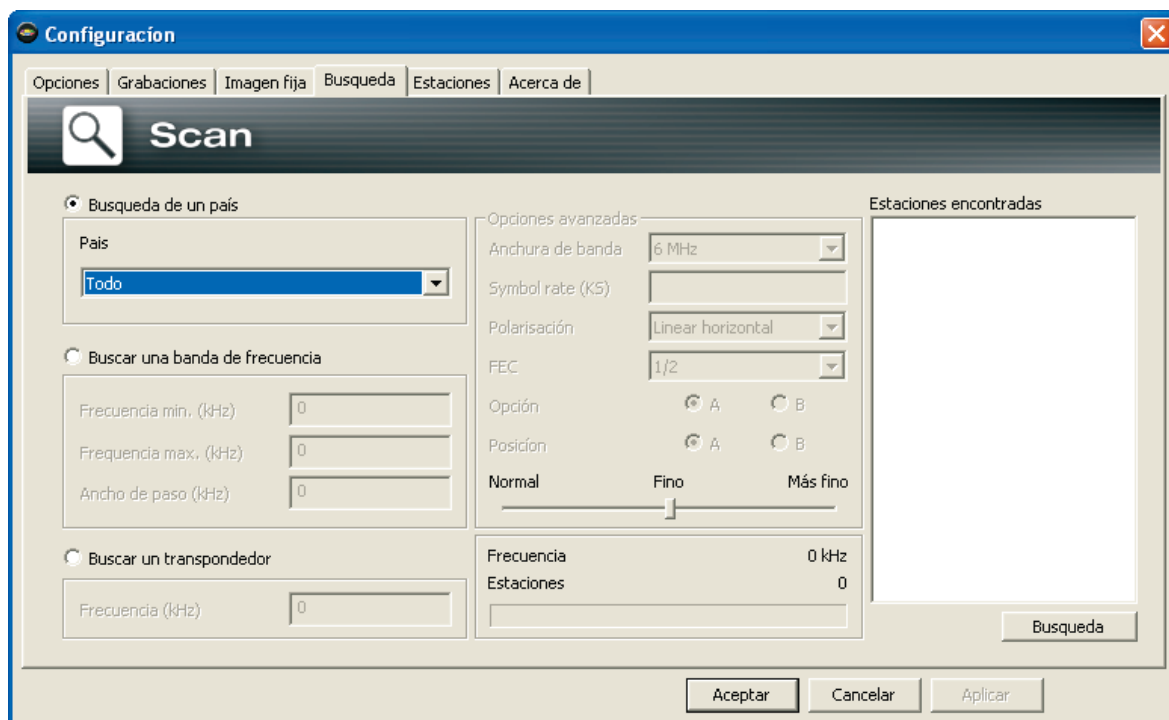 Configuracíon
Opciones Grabaciones Imagen fija Busqueda Estaciones Acerca de
Scan
Busqueda de un país
Pais
Todo
Buscar una banda de frecuencia
Frecuencia min. (kHz) 0
Frequencia max. (kHz) 0
Ancho de paso (kHz) 0
Buscar un transpondedor
Frecuencia (kHz) 0
Opciones avanzadas
Anchura de banda 6 MHz
Symbol rate (KS)
Polarisación Linear horizontal
FEC 1/2
Opción A B
Posicíon A B
Normal Fino Más fino
Frecuencia 0 kHz
Estaciones 0
Estaciones encontradas
Busqueda
Aceptar Cancelar Aplicar